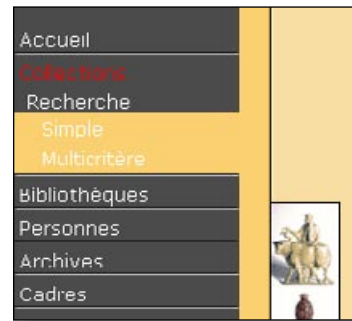 Accueil
Collections
Recherche
Simple
Multicritère
Bibliothèques
Personnes
Archives
Cadres